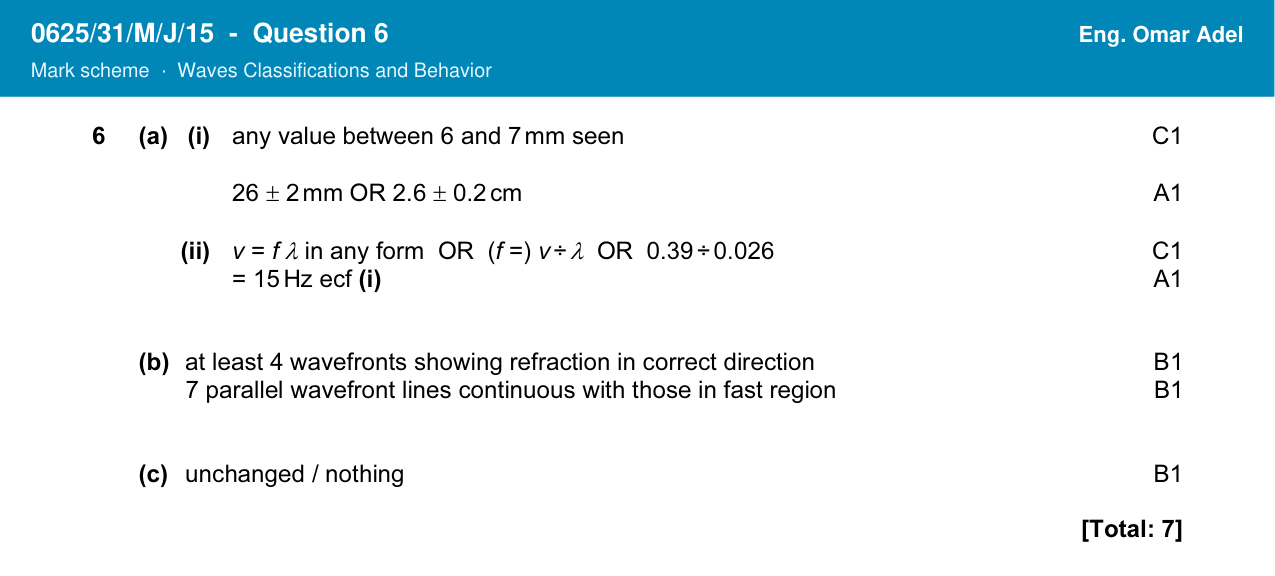 0625/31/M/J/15 - Question 6
Eng. Omar Adel
Mark scheme · Waves Classifications and Behavior
6 (a) (i) any value between 6 and 7 mm seen C1
26 ± 2 mm OR 2.6 ± 0.2 cm A1
(ii) v = f λ in any form OR (f =) v ÷ λ OR 0.39 ÷ 0.026 C1
= 15 Hz ecf (i) A1
(b) at least 4 wavefronts showing refraction in correct direction B1
7 parallel wavefront lines continuous with those in fast region B1
(c) unchanged / nothing B1
[Total: 7]